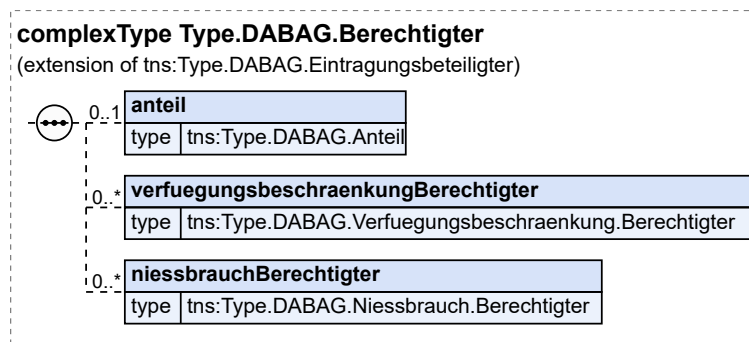 complexType Type.DABAG.Berechtigter
(extension of tns:Type.DABAG.Eintragungsbeteiligter)
0..1 anteil
type tns:Type.DABAG.Anteil
0..* verfuegungsbeschraenkungBerechtigter
type tns:Type.DABAG.Verfuegungsbeschraenkung.Berechtigter
0..* niessbrauchBerechtigter
type tns:Type.DABAG.Niessbrauch.Berechtigter